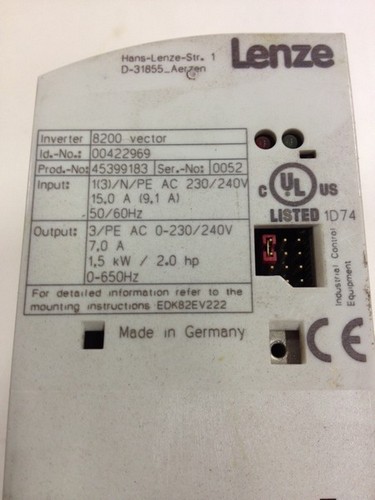 Hans-Lenze-Str. 1
D-31855_Aerzen
Lenze
Inverter 8200 vector
Id.-No.: 00422969
Prod.-No: 45399183 Ser.-No: 0052
Input: 1(3)/N/PE AC 230/240V
15,0 A (9,1 A)
50/60Hz
Output: 3/PE AC 0-230/240V
7,0 A
1,5 kW / 2.0 hp
0-650Hz
For detailed information refer to the
mounting instructions EDK82EV222
Made in Germany
C UL US
LISTED 1D74
Industrial Control
Equipment
CE